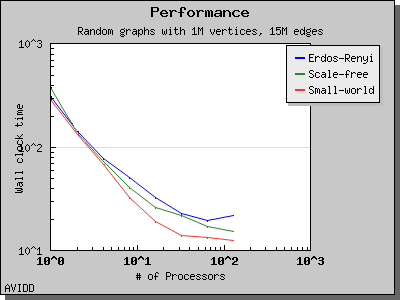 Performance
Random graphs with 1M vertices, 15M edges
Erdos-Renyi
Scale-free
Small-world
Wall clock time
10^3
10^2
10^1
10^0
10^1
10^2
10^3
# of Processors
AVIDD